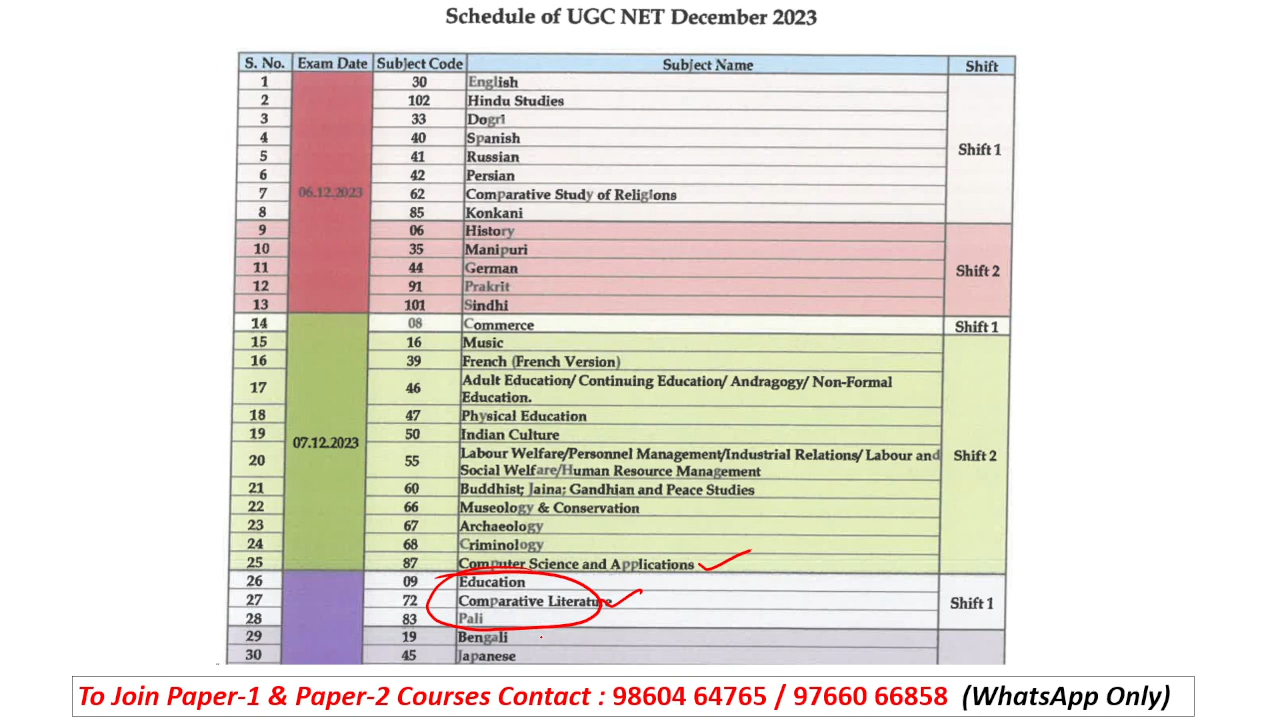 Schedule of UGC NET December 2023
S. No. Exam Date Subject Code Subject Name Shift
1 30 English
2 102 Hindu Studies
3 33 Dogri
4 40 Spanish
5 41 Russian
6 42 Persian
7 06.12.2023 62 Comparative Study of Religions
8 85 Konkani
Shift 1
9 06 History
10 35 Manipuri
11 44 German
12 91 Prakrit
13 101 Sindhi
Shift 2
14 08 Commerce Shift 1
15 16 Music
16 39 French (French Version)
17 46 Adult Education/ Continuing Education/ Andragogy/ Non-Formal
Education.
18 47 Physical Education
19 50 Indian Culture
07.12.2023
20 55 Labour Welfare/Personnel Management/Industrial Relations/ Labour and
Social Welfare/Human Resource Management
Shift 2
21 60 Buddhist; Jaina; Gandhian and Peace Studies
22 66 Museology & Conservation
23 67 Archaeology
24 68 Criminology
25 87 Computer Science and Applications
26 09 Education
27 72 Comparative Literature Shift 1
28 83 Pali
29 19 Bengali
30 45 Japanese
To Join Paper-1 & Paper-2 Courses Contact : 98604 64765 / 97660 66858 (WhatsApp Only)